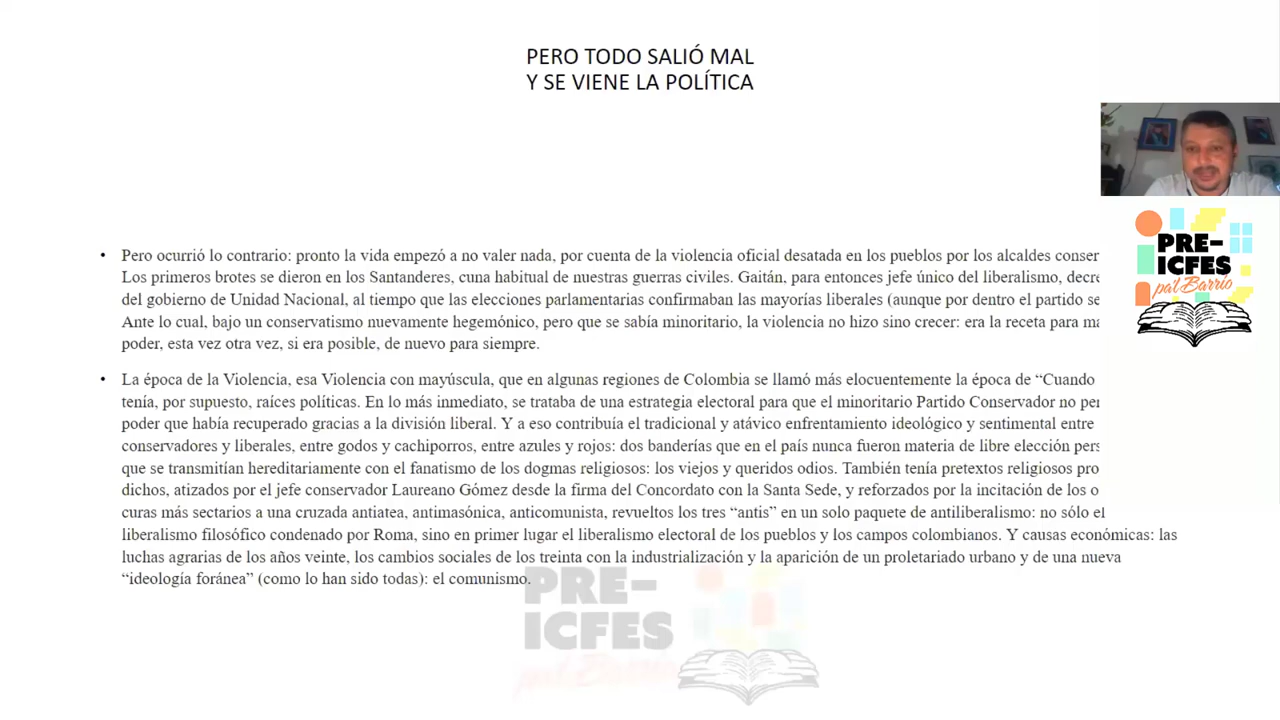 PERO TODO SALIÓ MAL
Y SE VIENE LA POLÍTICA
• Pero ocurrió lo contrario: pronto la vida empezó a no valer nada, por cuenta de la violencia oficial desatada en los pueblos por los alcaldes conser
Los primeros brotes se dieron en los Santanderes, cuna habitual de nuestras guerras civiles. Gaitán, para entonces jefe único del liberalismo, decre
del gobierno de Unidad Nacional, al tiempo que las elecciones parlamentarias confirmaban las mayorías liberales (aunque por dentro el partido se
Ante lo cual, bajo un conservatismo nuevamente hegemónico, pero que se sabía minoritario, la violencia no hizo sino crecer: era la receta para ma
poder, esta vez otra vez, si era posible, de nuevo para siempre.
• La época de la Violencia, esa Violencia con mayúscula, que en algunas regiones de Colombia se llamó más elocuentemente la época de “Cuando
tenía, por supuesto, raíces políticas. En lo más inmediato, se trataba de una estrategia electoral para que el minoritario Partido Conservador no per
poder que había recuperado gracias a la división liberal. Y a eso contribuía el tradicional y atávico enfrentamiento ideológico y sentimental entre
conservadores y liberales, entre godos y cachiporros, entre azules y rojos: dos banderías que en el país nunca fueron materia de libre elección pers
que se transmitían hereditariamente con el fanatismo de los dogmas religiosos: los viejos y queridos odios. También tenía pretextos religiosos pro
dichos, atizados por el jefe conservador Laureano Gómez desde la firma del Concordato con la Santa Sede, y reforzados por la incitación de los o
curas más sectarios a una cruzada antiatea, antimasónica, anticomunista, revueltos los tres “antis” en un solo paquete de antiliberalismo: no sólo el
liberalismo filosófico condenado por Roma, sino en primer lugar el liberalismo electoral de los pueblos y los campos colombianos. Y causas económicas: las
luchas agrarias de los años veinte, los cambios sociales de los treinta con la industrialización y la aparición de un proletariado urbano y de una nueva
“ideología foránea” (como lo han sido todas): el comunismo.
PRE-
ICFES
pal Barrio
PRE-
ICFES
pal Barrio